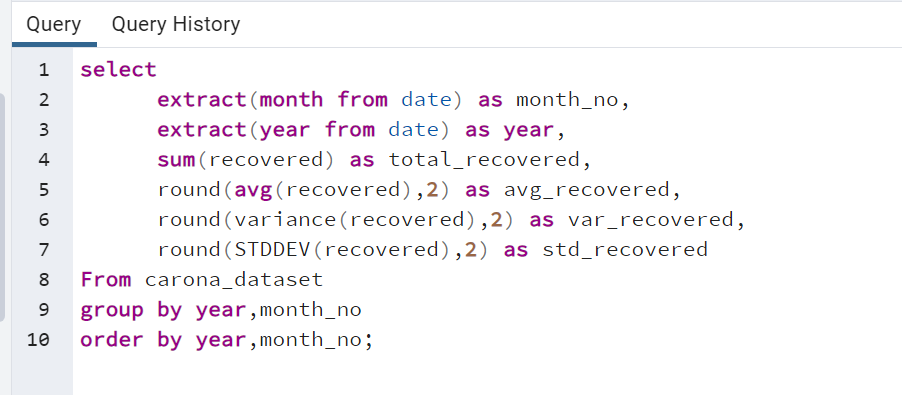 Query Query History
1 select
2 extract(month from date) as month_no,
3 extract(year from date) as year,
4 sum(recovered) as total_recovered,
5 round(avg(recovered),2) as avg_recovered,
6 round(variance(recovered),2) as var_recovered,
7 round(STDDEV(recovered),2) as std_recovered
8 From carona_dataset
9 group by year,month_no
10 order by year,month_no;